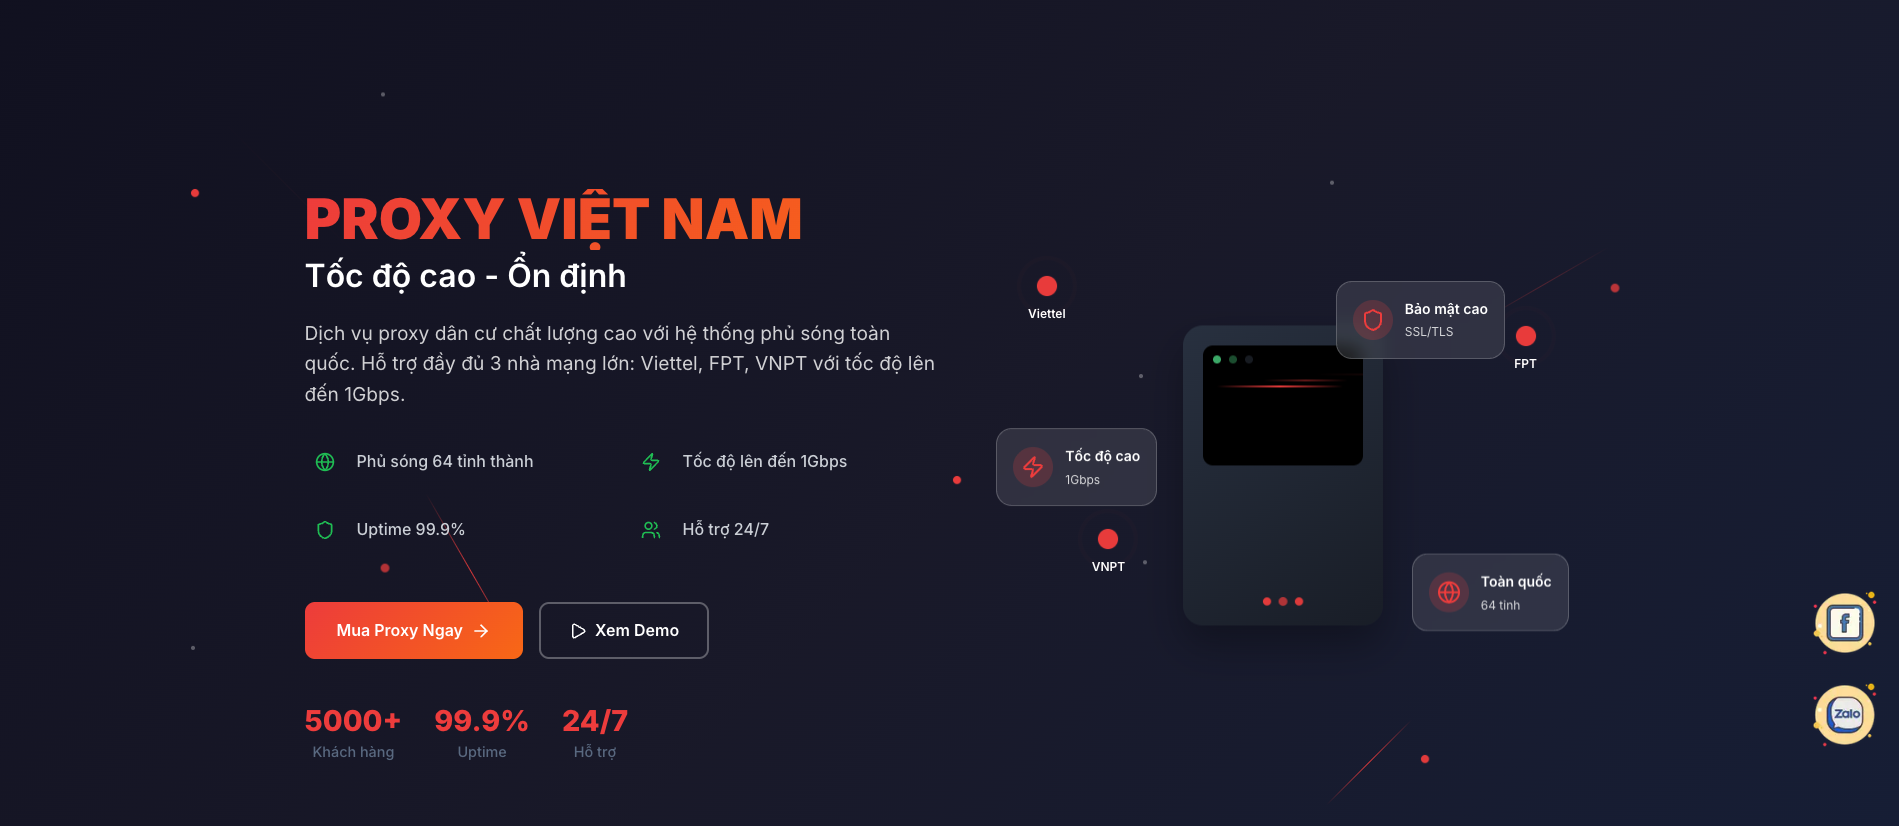 PROXY VIỆT NAM
Tốc độ cao - Ổn định
Dịch vụ proxy dân cư chất lượng cao với hệ thống phủ sóng toàn
quốc. Hỗ trợ đầy đủ 3 nhà mạng lớn: Viettel, FPT, VNPT với tốc độ lên
đến 1Gbps.
Phủ sóng 64 tỉnh thành
Tốc độ lên đến 1Gbps
Uptime 99.9%
Hỗ trợ 24/7
Mua Proxy Ngay
Xem Demo
5000+
Khách hàng
99.9%
Uptime
24/7
Hỗ trợ
Viettel
Bảo mật cao
SSL/TLS
FPT
Tốc độ cao
1Gbps
VNPT
Toàn quốc
64 tỉnh
f
Zalo